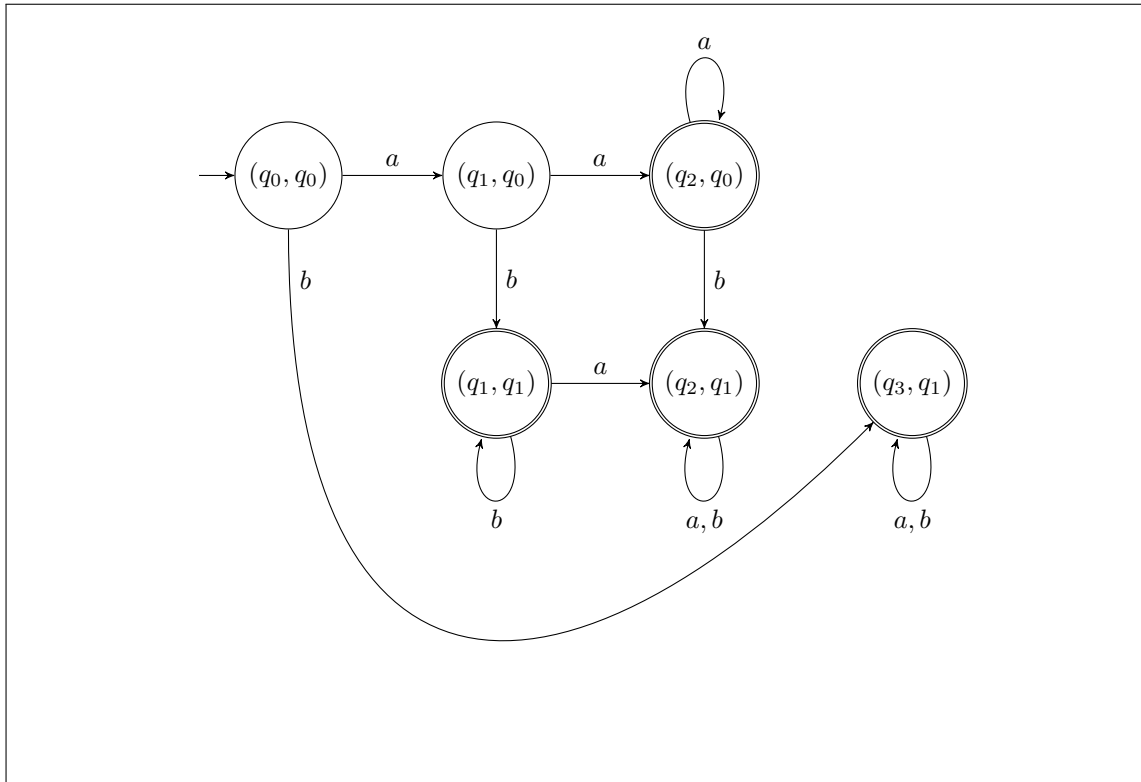 a
(q₀, q₀) a (q₁, q₀) a (q₂, q₀)
b b b
(q₁, q₁) a (q₂, q₁) (q₃, q₁)
b a, b a, b